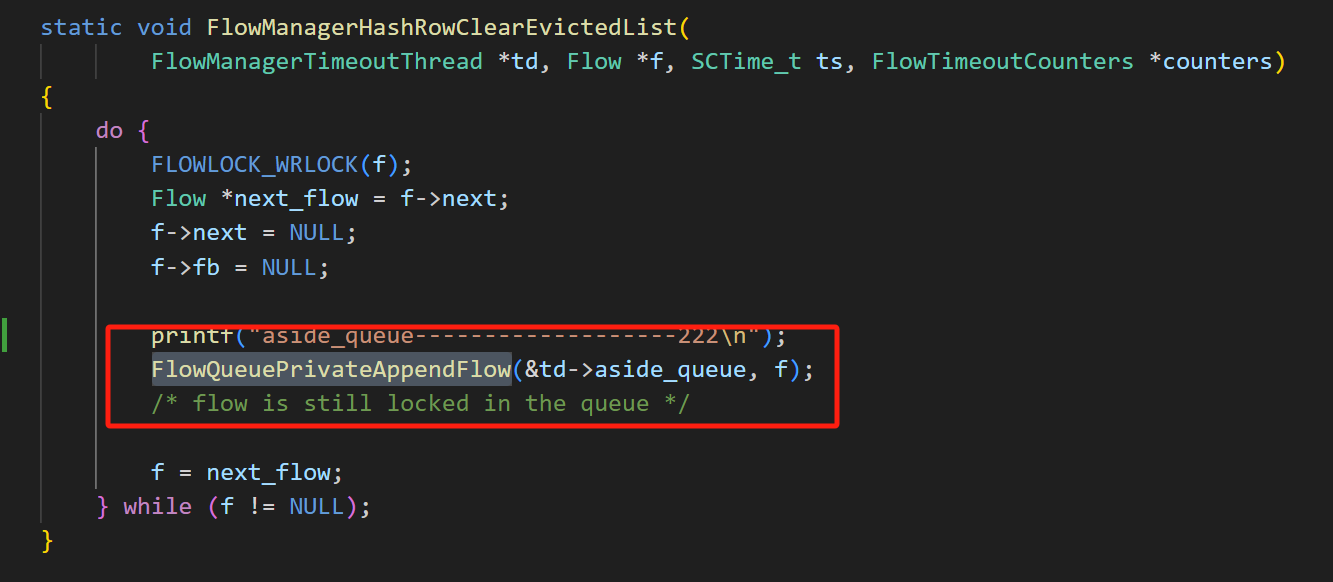 static void FlowManagerHashRowClearEvictedList(
FlowManagerTimeoutThread *td, Flow *f, SCTime_t ts, FlowTimeoutCounters *counters)
{
do {
FLOWLOCK_WRLOCK(f);
Flow *next_flow = f->next;
f->next = NULL;
f->fb = NULL;
printf("aside_queue-------------------222\n");
FlowQueuePrivateAppendFlow(&td->aside_queue, f);
/* flow is still locked in the queue */
f = next_flow;
} while (f != NULL);
}